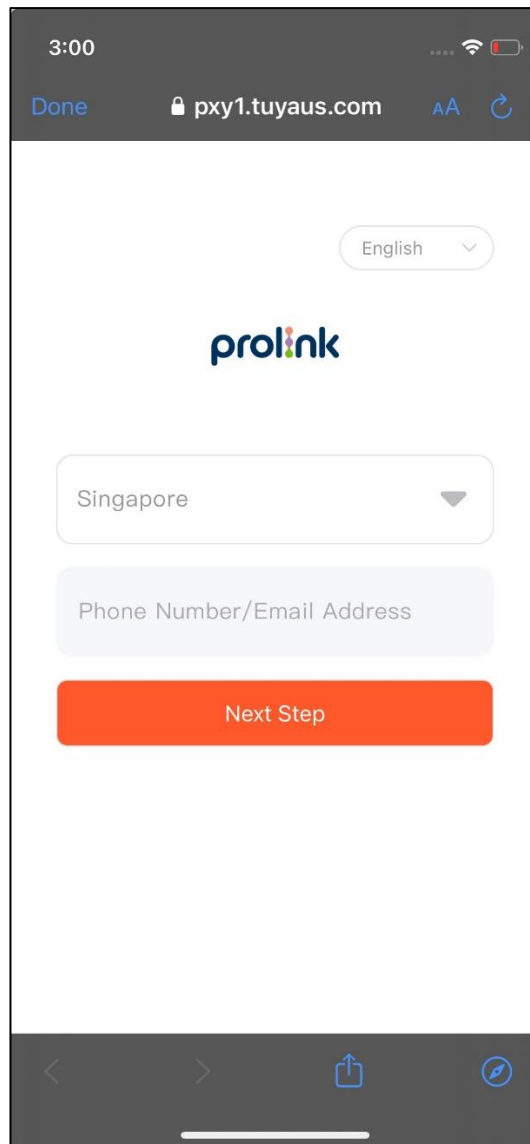 3:00
Done pxy1.tuyaus.com AA
English
prolink
Singapore
Phone Number/Email Address
Next Step